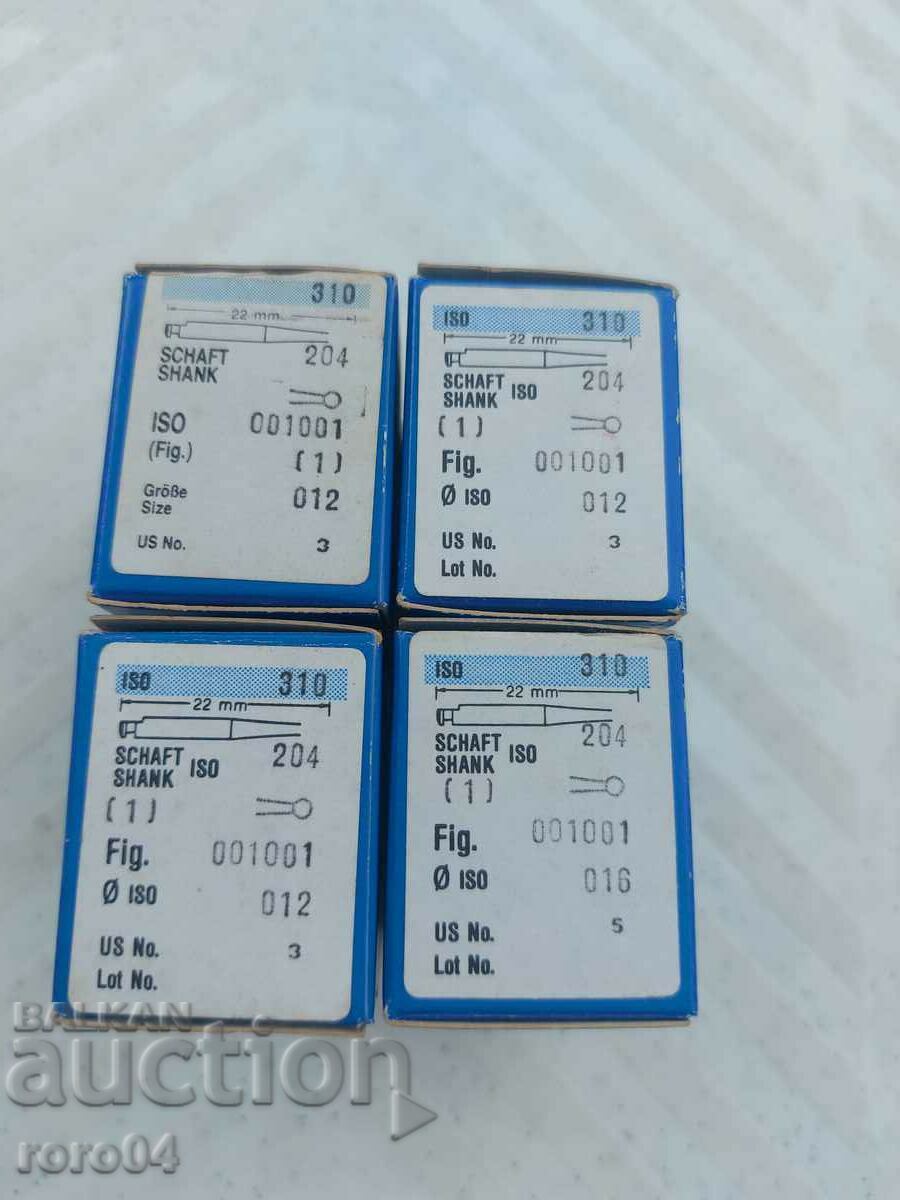 310
22 mm
SCHAFT 204
SHANK
ISO 001001
(Fig.) (1)
Größe
Size 012
US No. 3
ISO 310
22 mm
SCHAFT
SHANK ISO 204
(1)
Fig. 001001
Ø ISO 012
US No. 3
Lot No.
ISO 310
22 mm
SCHAFT
SHANK ISO 204
(1)
Fig. 001001
Ø ISO 012
US No. 3
Lot No.
ISO 310
22 mm
SCHAFT
SHANK ISO 204
(1)
Fig. 001001
Ø ISO 016
US No. 5
Lot No.
BALKAN
auction
roro04